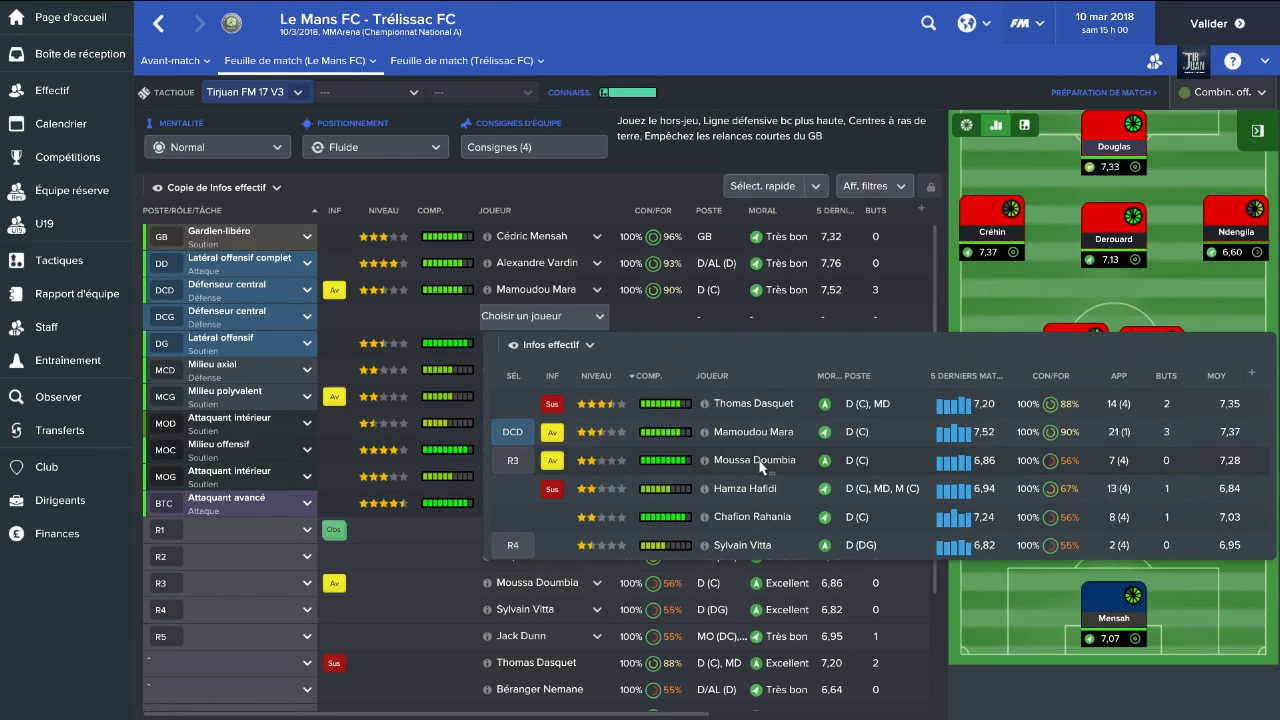 Page d'accueil
Boîte de réception
Effectif
Calendrier
Compétitions
Res
Équipe réserve
U19
U19
Tactiques
Rapport d'équipe
Staff
Entraînement
Observer
Transferts
Club
Dirigeants
Finances
Le Mans FC - Trélissac FC
10/3/2018, MMArena (Championnat National A)
FM
10 mar 2018
sam 15 h 00
Valider
Avant-match
Feuille de match (Le Mans FC)
Feuille de match (Trélissac FC)
TIR JUAN
?
TACTIQUE
Tirjuan FM 17 V3
---
---
CONNAISS.
PRÉPARATION DE MATCH >
Combin. off.
MENTALITÉ
POSITIONNEMENT
CONSIGNES D'ÉQUIPE
Normal
Fluide
Consignes (4)
Jouez le hors-jeu, Ligne défensive bc plus haute, Centres à ras de
terre, Empêchez les relances courtes du GB
Copie de Infos effectif
Sélect. rapide
Aff. filtres
POSTE/RÔLE/TÂCHE INF NIVEAU COMP. JOUEUR CON/FOR POSTE MORAL 5 DERNI... BUTS +
GB Gardien-libéro Soutien Cédric Mensah 100% 96% GB Très bon 7,32 0
DD Latéral offensif complet Attaque Alexandre Vardin 100% 93% D/AL (D) Très bon 7,76 0
DCD Défenseur central Défense Av Mamoudou Mara 100% 90% D (C) Très bon 7,52 3
DCG Défenseur central Défense Choisir un joueur - - - -
DG Latéral offensif Soutien
MCD Milieu axial Défense
MCG Milieu polyvalent Soutien Av
MOD Attaquant intérieur Soutien
MOC Milieu offensif Soutien
MOG Attaquant intérieur Soutien
BTC Attaquant avancé Attaque
R1 Obs
R2
R3 Av Moussa Doumbia 100% 56% D (C) Excellent 6,86 0
R4 Sylvain Vitta 100% 55% D (DG) Excellent 6,82 0
R5 Jack Dunn 100% 55% MO (DC),... Très bon 6,95 1
- Sus Thomas Dasquet 100% 88% D (C), MD Excellent 7,20 2
- Béranger Nemane 100% 55% D/AL (D) Très bon 6,64 0
Infos effectif
SÉL INF NIVEAU COMP. JOUEUR MOR... POSTE 5 DERNIERS MAT... CON/FOR APP BUTS MOY +
Sus Thomas Dasquet D (C), MD 7,20 100% 88% 14 (4) 2 7,35
DCD Av Mamoudou Mara D (C) 7,52 100% 90% 21 (1) 3 7,37
R3 Av Moussa Doumbia D (C) 6,86 100% 56% 7 (4) 0 7,28
Sus Hamza Hafidi D (C), MD, M (C) 6,94 100% 67% 13 (4) 1 6,84
Chafion Rahania D (C) 7,24 100% 56% 8 (4) 1 7,03
R4 Sylvain Vitta D (DG) 6,82 100% 55% 2 (4) 0 6,95
Douglas
7,33
Créhin
7,37
Derouard
7,13
Ndengila
6,60
Mensah
7,07